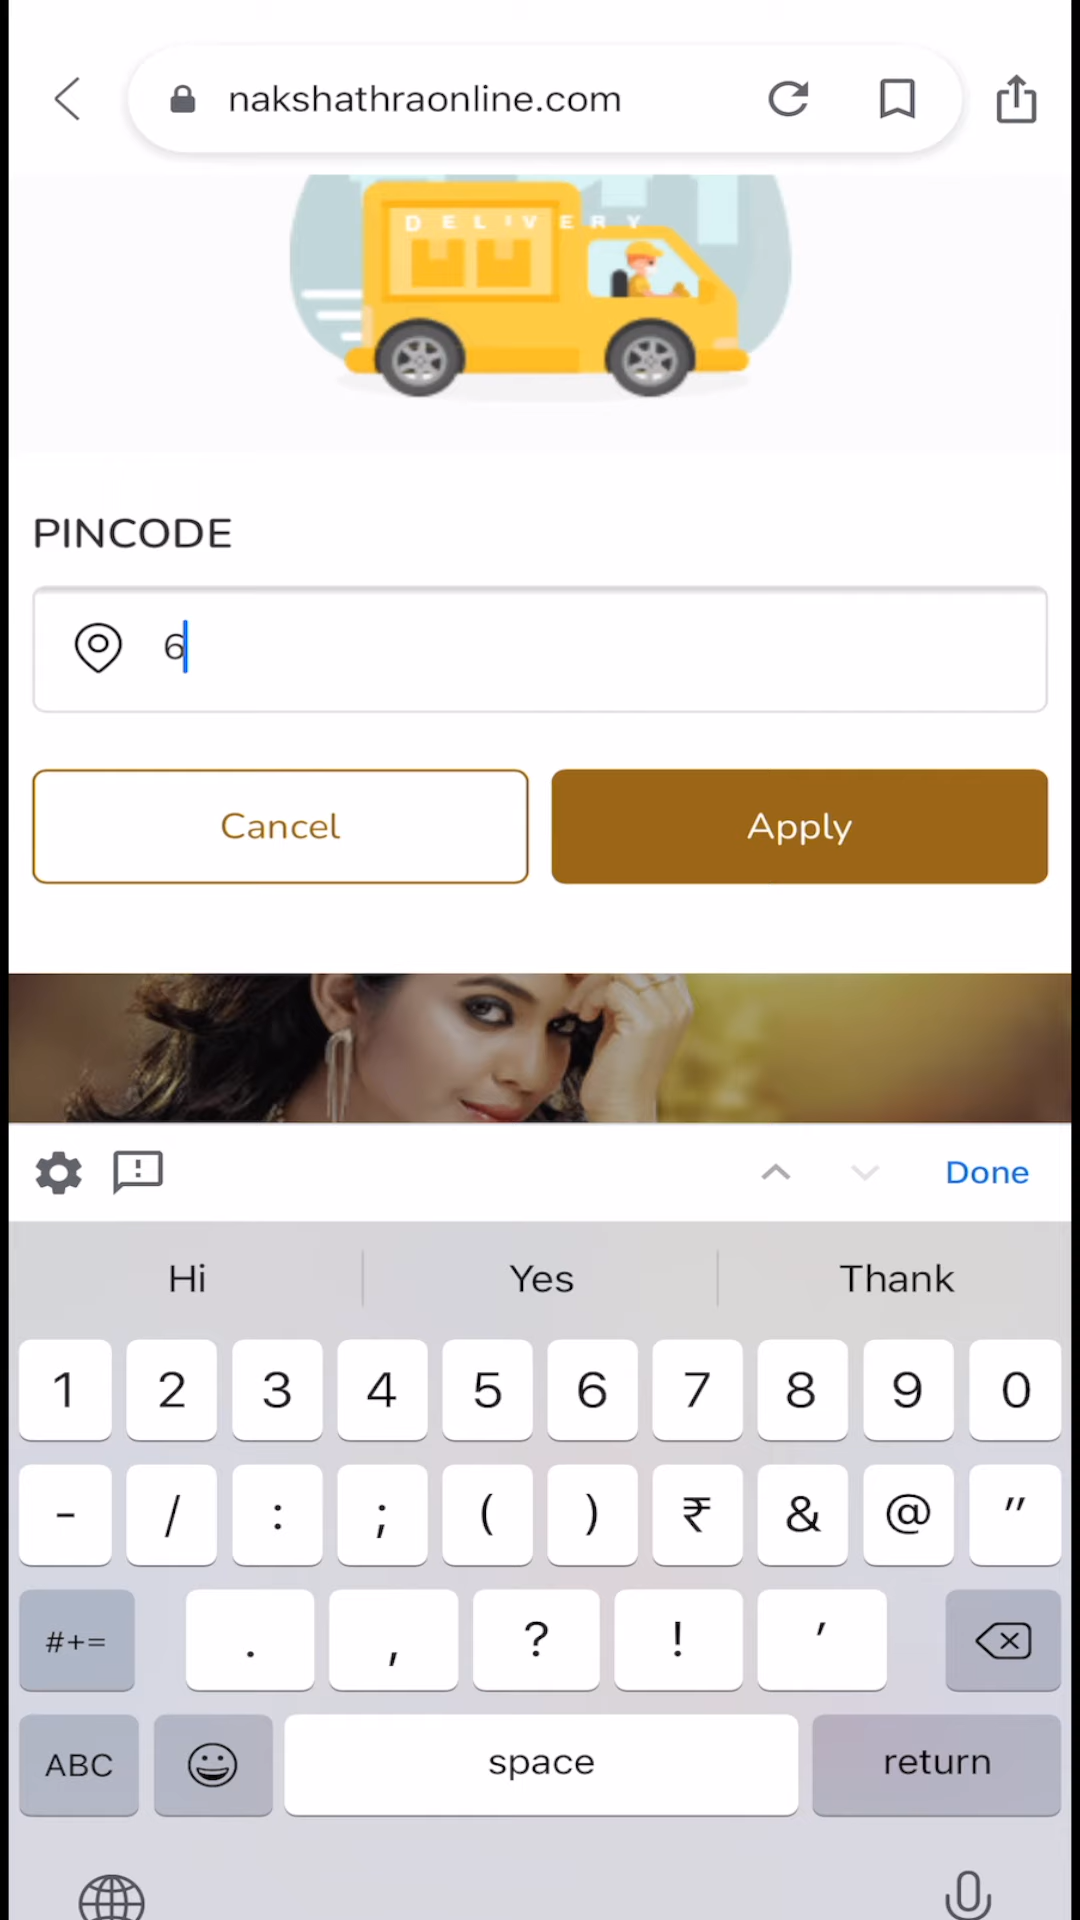 nakshathraonline.com
DELIVERY
PINCODE
6
Cancel
Apply
Done
Hi
Yes
Thank
1 2 3 4 5 6 7 8 9 0
- / : ; ( ) ₹ & @ "
#+= . , ? ! '
ABC
space
return